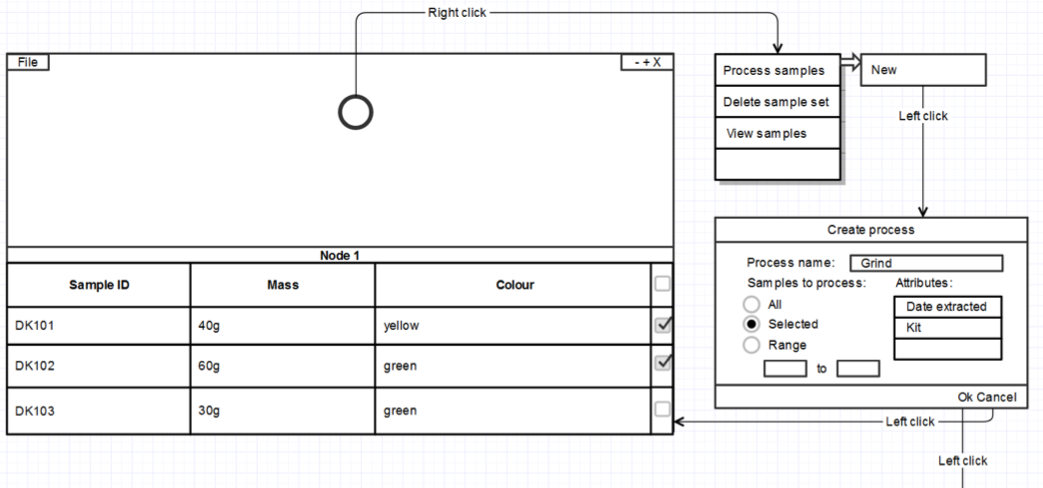 Right click
File
- + X
Process samples
New
Delete sample set
View samples
Left click
Node 1
Sample ID Mass Colour
DK101 40g yellow
DK102 60g green
DK103 30g green
Create process
Process name: Grind
Samples to process: Attributes:
All Date extracted
Selected Kit
Range
to
Ok Cancel
Left click
Left click